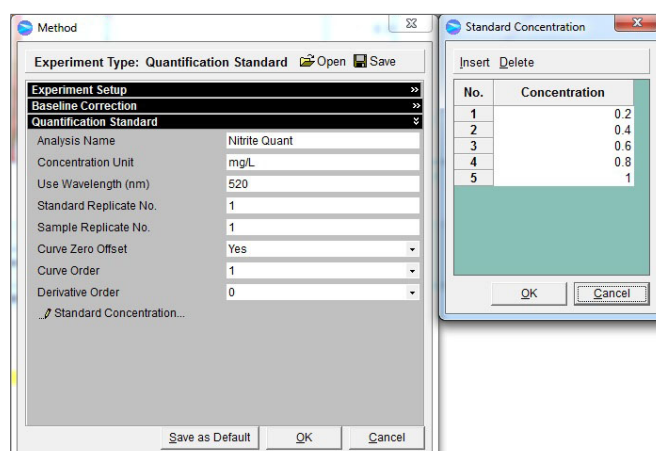 Method
Experiment Type: Quantification Standard Open Save
Experiment Setup
Baseline Correction
Quantification Standard
Analysis Name Nitrite Quant
Concentration Unit mg/L
Use Wavelength (nm) 520
Standard Replicate No. 1
Sample Replicate No. 1
Curve Zero Offset Yes
Curve Order 1
Derivative Order 0
Standard Concentration...
Save as Default OK Cancel
Standard Concentration
Insert Delete
No. Concentration
1 0.2
2 0.4
3 0.6
4 0.8
5 1
OK Cancel